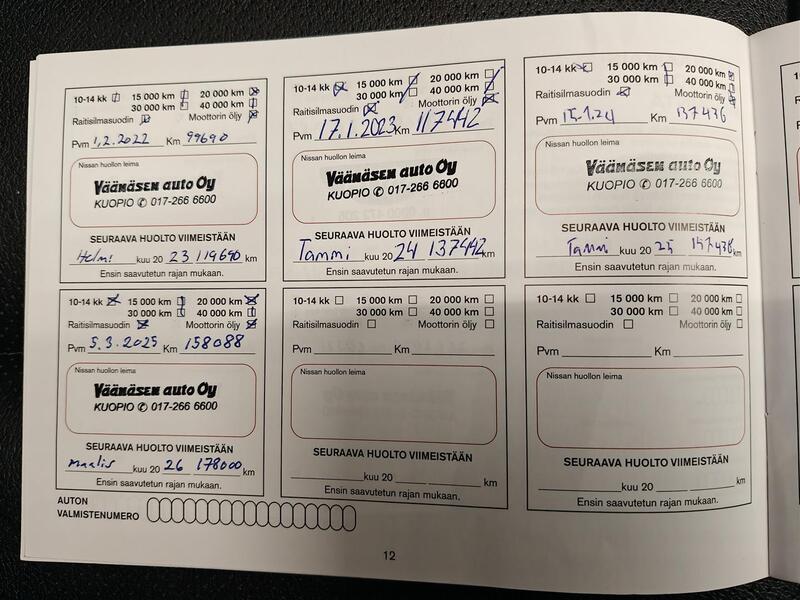 10-14 kk 15 000 km 20 000 km
30 000 km 40 000 km
Raitisilmasuodin Moottorin öljy
Pvm 1,2.2022 Km 99690
Nissan huollon leima
Väänäsen auto Oy
KUOPIO ✆ 017-266 6600
SEURAAVA HUOLTO VIIMEISTÄÄN
Helmi kuu 20 23 119690 km
Ensin saavutetun rajan mukaan.
10-14 kk 15 000 km 20 000 km
30 000 km 40 000 km
Raitisilmasuodin Moottorin öljy
Pvm 17.1.2023 Km 117442
Nissan huollon leima
Väänäsen auto Oy
KUOPIO ✆ 017-266 6600
SEURAAVA HUOLTO VIIMEISTÄÄN
Tammi kuu 20 24 137442 km
Ensin saavutetun rajan mukaan.
10-14 kk 15 000 km 20 000 km
30 000 km 40 000 km
Raitisilmasuodin Moottorin öljy
Pvm 15.1.24 Km 137436
Nissan huollon leima
Väänäsen auto Oy
KUOPIO ✆ 017-266 6600
SEURAAVA HUOLTO VIIMEISTÄÄN
Tammi kuu 20 25 km
Ensin saavutetun rajan mukaan.
10-14 kk 15 000 km 20 000 km
30 000 km 40 000 km
Raitisilmasuodin Moottorin öljy
Pvm 5.3.2025 Km 158088
Nissan huollon leima
Väänäsen auto Oy
KUOPIO ✆ 017-266 6600
SEURAAVA HUOLTO VIIMEISTÄÄN
maalis kuu 20 26 178000 km
Ensin saavutetun rajan mukaan.
10-14 kk 15 000 km 20 000 km
30 000 km 40 000 km
Raitisilmasuodin Moottorin öljy
Pvm Km
Nissan huollon leima
SEURAAVA HUOLTO VIIMEISTÄÄN
kuu 20 km
Ensin saavutetun rajan mukaan.
10-14 kk 15 000 km 20 000 km
30 000 km 40 000 km
Raitisilmasuodin Moottorin öljy
Pvm Km
Nissan huollon leima
SEURAAVA HUOLTO VIIMEISTÄÄN
kuu 20 km
Ensin saavutetun rajan mukaan.
AUTON
VALMISTENUMERO
12